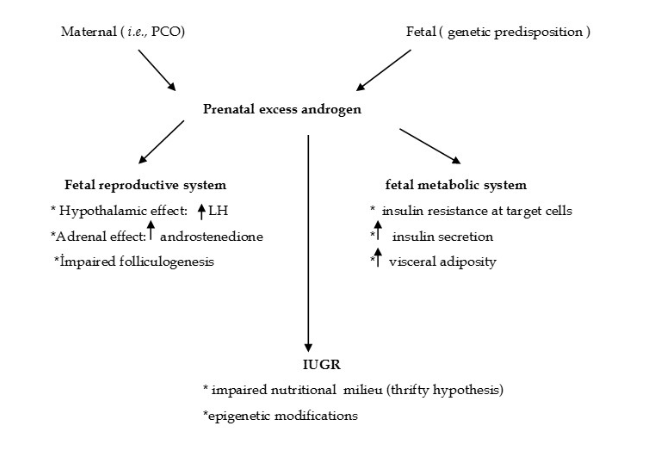 Maternal ( i.e., PCO)
Fetal ( genetic predisposition )
Prenatal excess androgen
Fetal reproductive system
* Hypothalamic effect: ↑ LH
*Adrenal effect: ↑ androstenedione
*İmpaired folliculogenesis
fetal metabolic system
* insulin resistance at target cells
*↑ insulin secretion
*↑ visceral adiposity
IUGR
* impaired nutritional milieu (thrifty hypothesis)
*epigenetic modifications